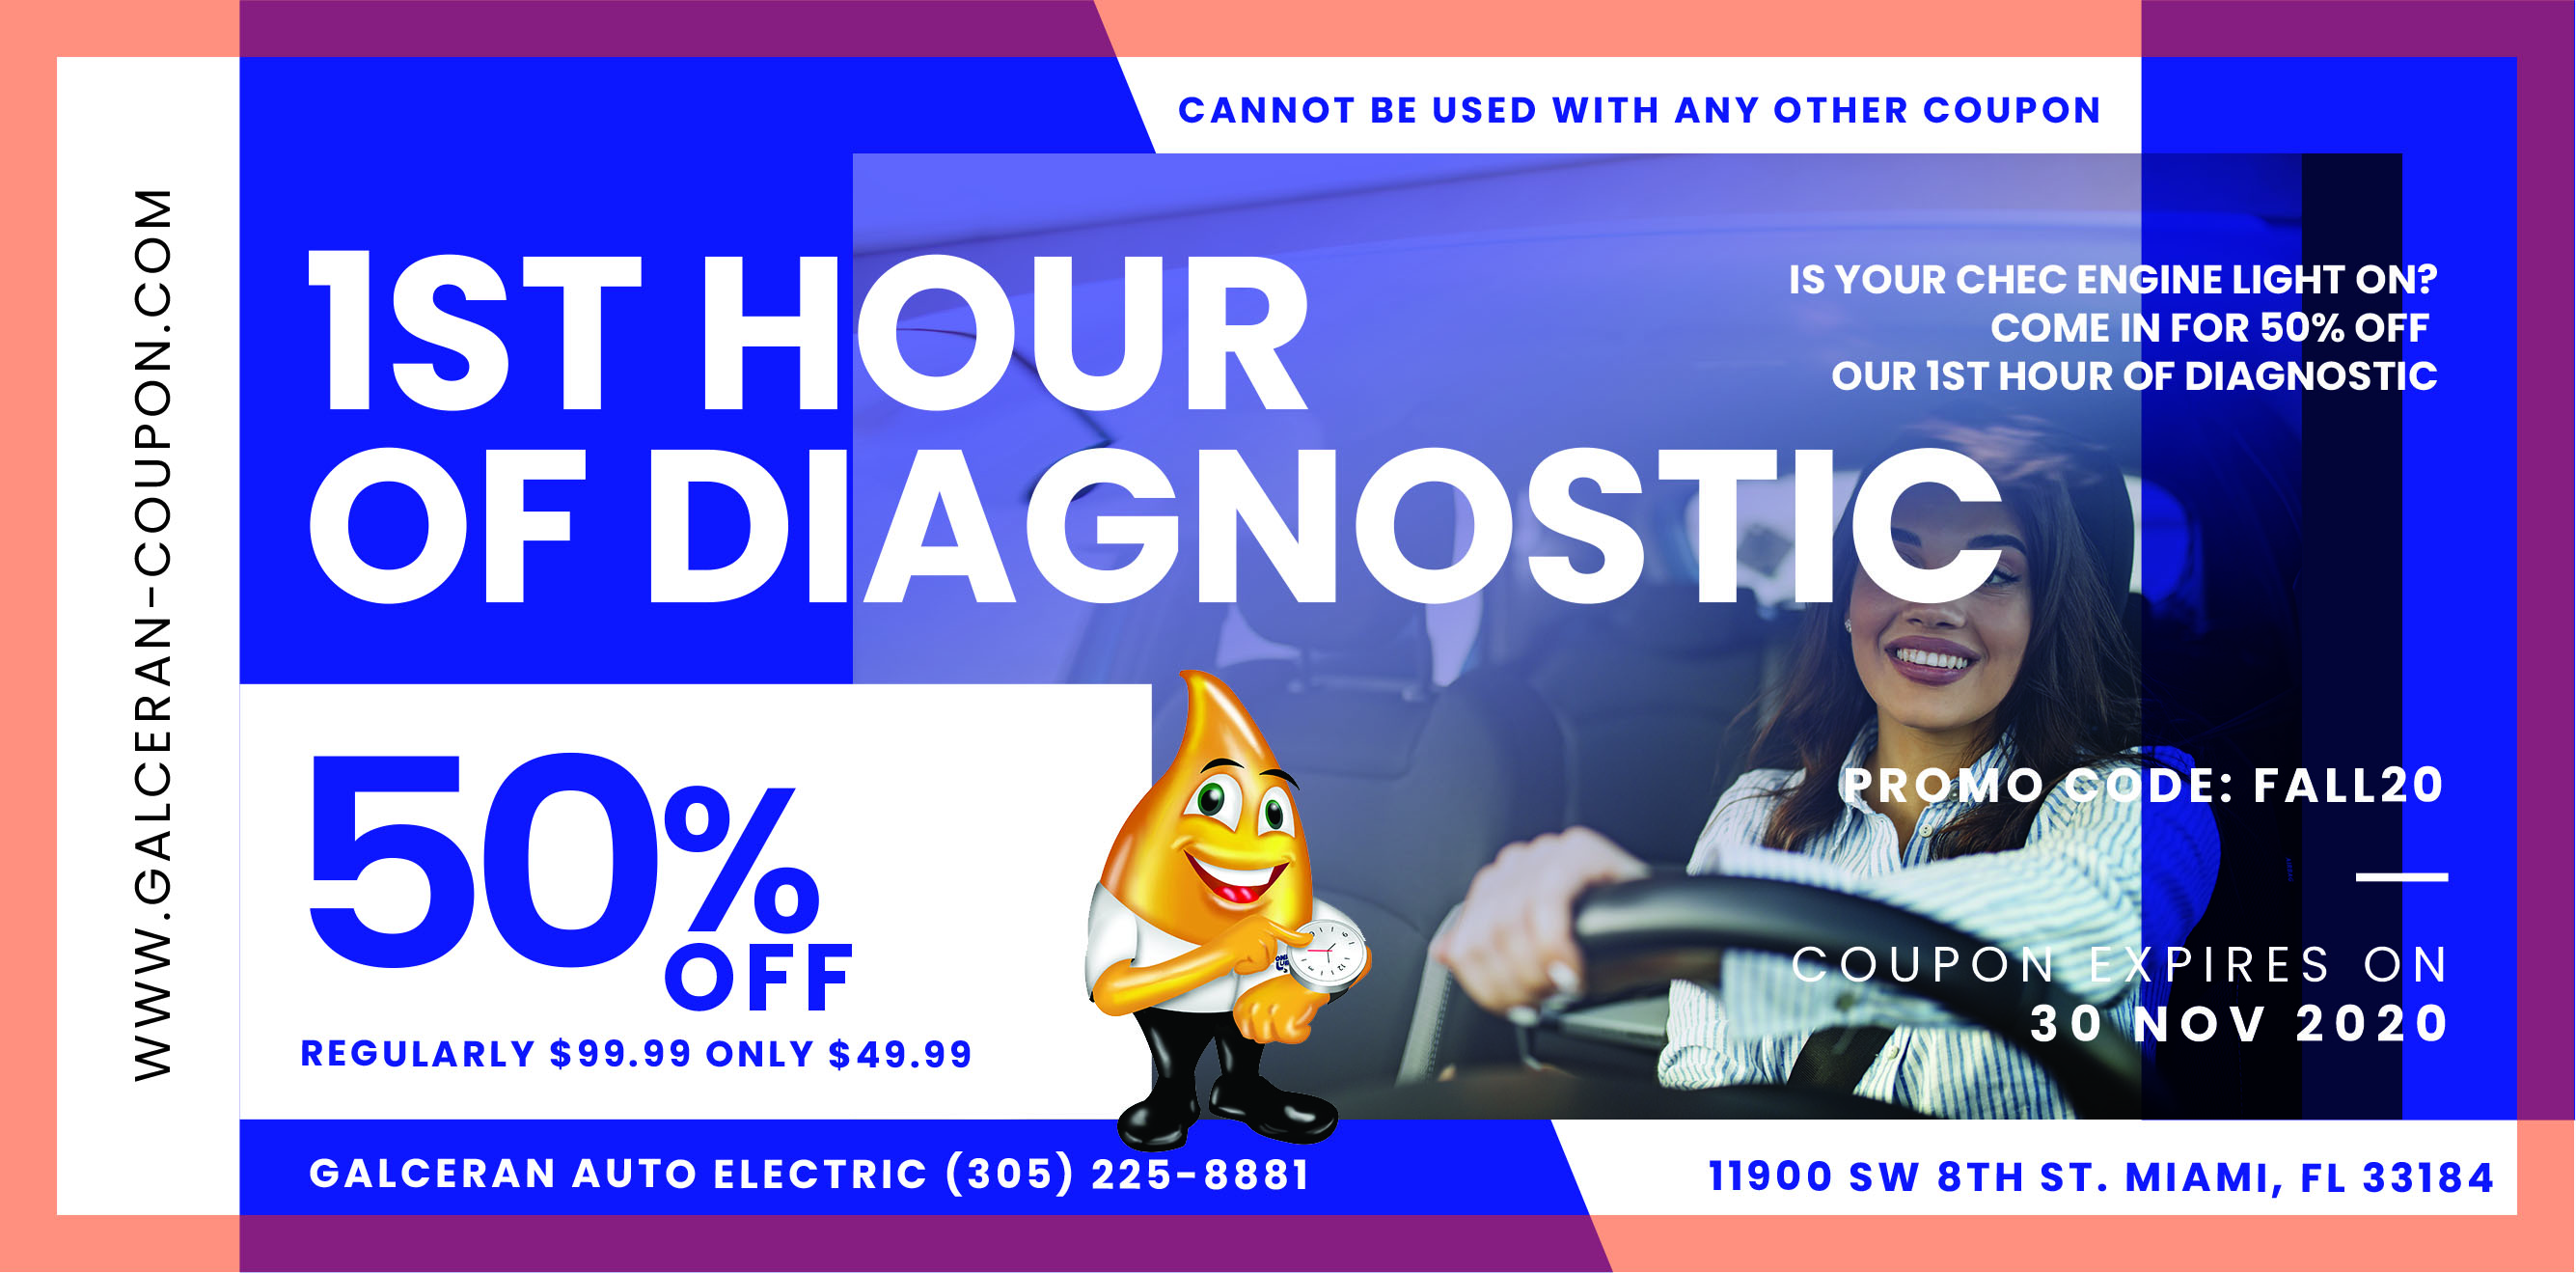 CANNOT BE USED WITH ANY OTHER COUPON
WWW.GALCERAN-COUPON.COM
1ST HOUR
OF DIAGNOSTIC
IS YOUR CHEC ENGINE LIGHT ON?
COME IN FOR 50% OFF
OUR 1ST HOUR OF DIAGNOSTIC
50%
OFF
REGULARLY $99.99 ONLY $49.99
PROMO CODE: FALL20
COUPON EXPIRES ON
30 NOV 2020
GALCERAN AUTO ELECTRIC (305) 225-8881
11900 SW 8TH ST. MIAMI, FL 33184